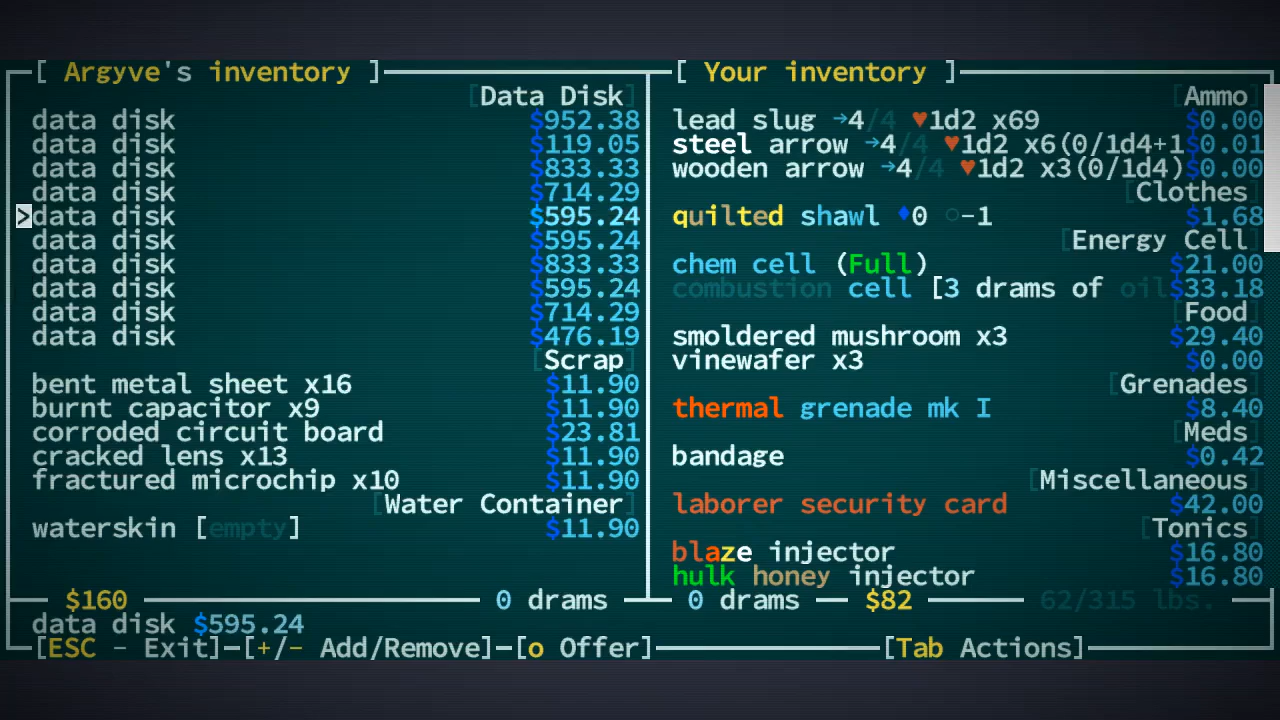 [ Argyve's inventory ]
[Data Disk]
data disk $952.38
data disk $119.05
data disk $833.33
data disk $714.29
>data disk $595.24
data disk $595.24
data disk $833.33
data disk $595.24
data disk $714.29
data disk $476.19
[Scrap]
bent metal sheet x16 $11.90
burnt capacitor x9 $11.90
corroded circuit board $23.81
cracked lens x13 $11.90
fractured microchip x10 $11.90
[Water Container]
waterskin [empty] $11.90
$160 0 drams
[ Your inventory ]
[Ammo]
lead slug →4/4 ♥1d2 x69 $0.00
steel arrow →4/4 ♥1d2 x6(0/1d4+1 $0.01
wooden arrow →4/4 ♥1d2 x3(0/1d4) $0.00
[Clothes]
quilted shawl ♦0 ○-1 $1.68
[Energy Cell]
chem cell (Full) $21.00
combustion cell [3 drams of oil $33.18
[Food]
smoldered mushroom x3 $29.40
vinewafer x3 $0.00
[Grenades]
thermal grenade mk I $8.40
[Meds]
bandage $0.42
[Miscellaneous]
laborer security card $42.00
[Tonics]
blaze injector $16.80
hulk honey injector $16.80
0 drams $82 62/315 lbs.
data disk $595.24
[ESC - Exit]-[+/- Add/Remove]-[o Offer] [Tab Actions]